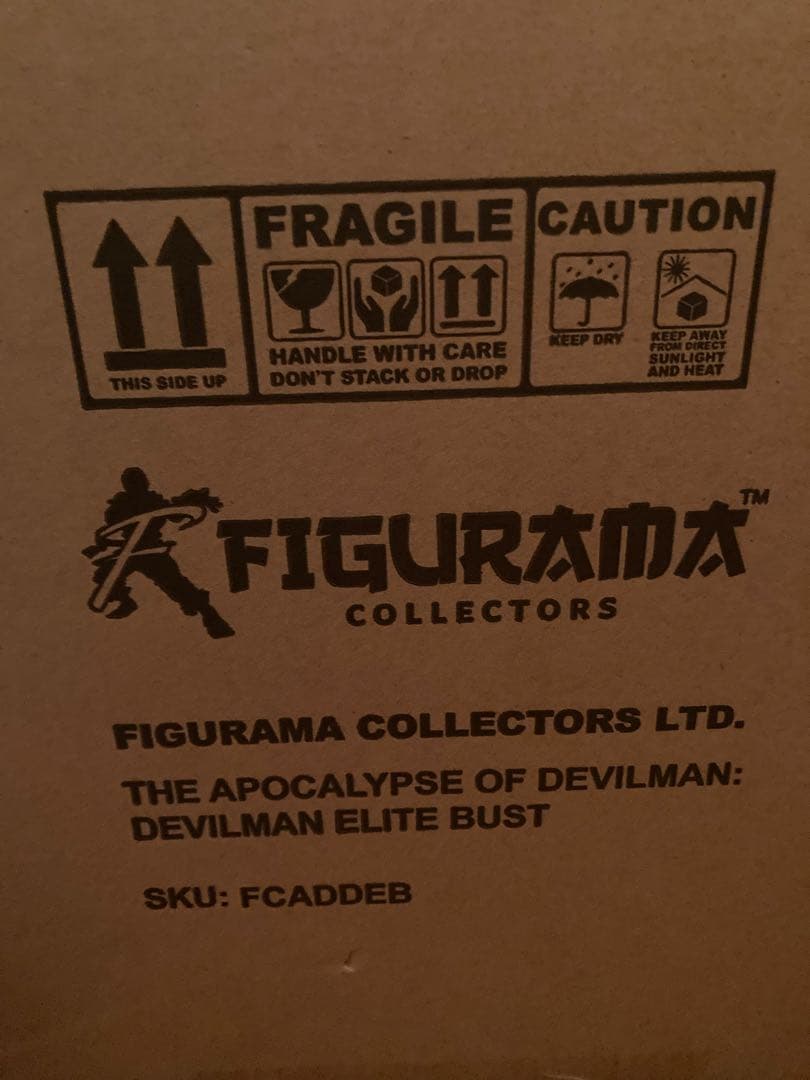 THIS SIDE UP
FRAGILE
HANDLE WITH CARE
DON'T STACK OR DROP
CAUTION
KEEP DRY
KEEP AWAY
FROM DIRECT
SUNLIGHT
AND HEAT
F FIGURAMA™
COLLECTORS
FIGURAMA COLLECTORS LTD.
THE APOCALYPSE OF DEVILMAN:
DEVILMAN ELITE BUST
SKU: FCADDEB